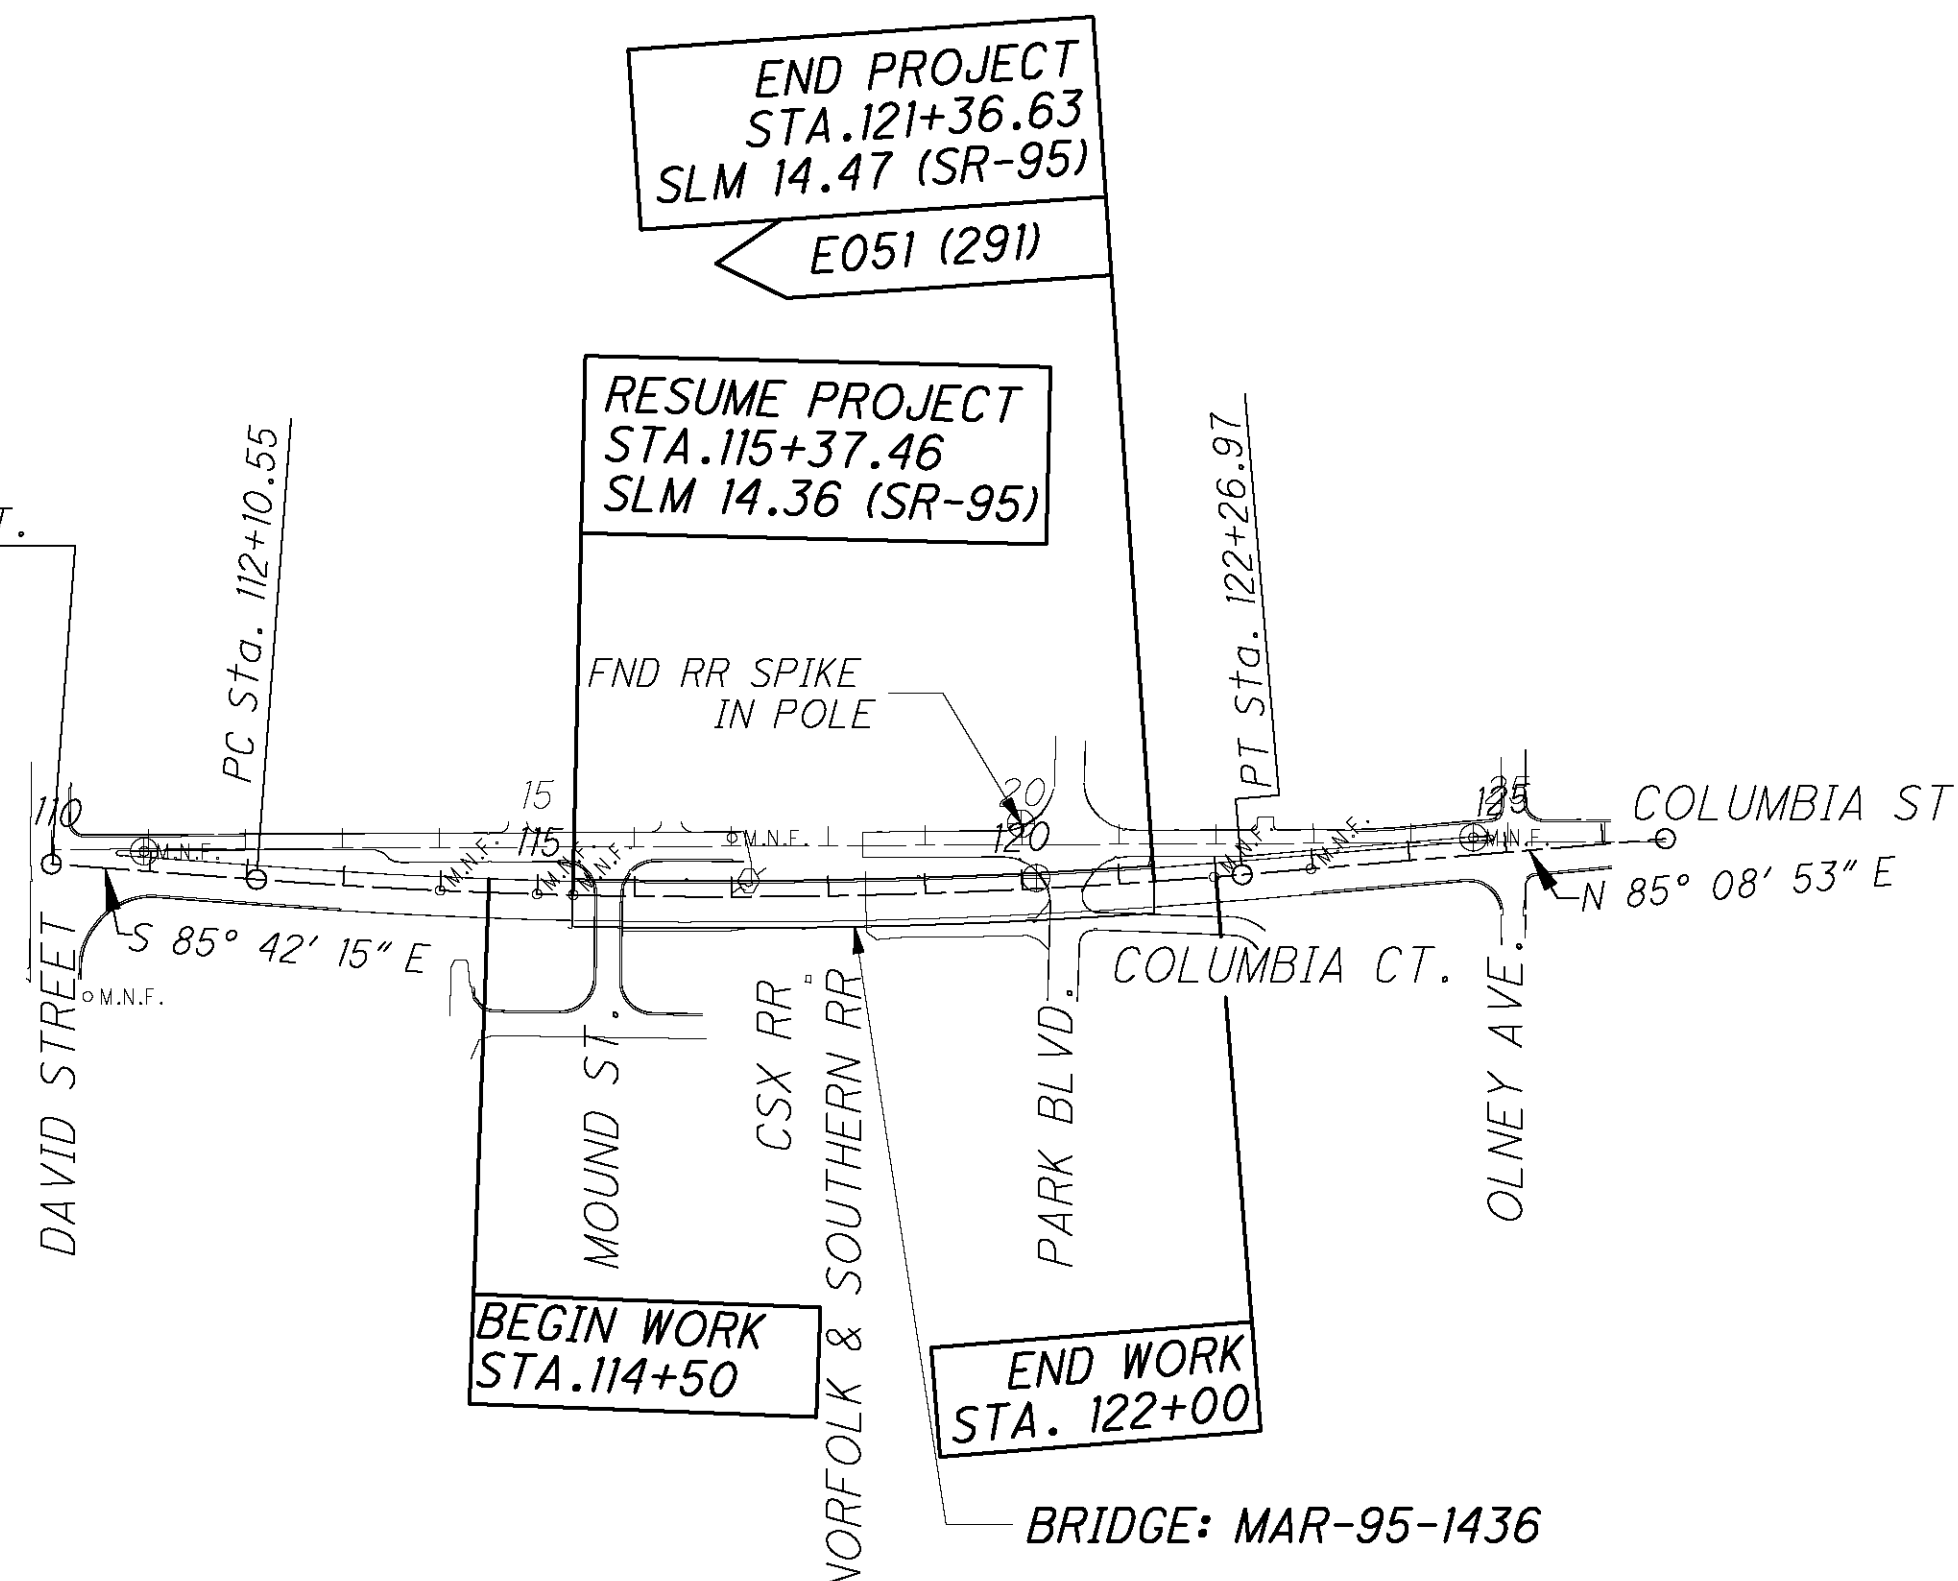 END PROJECT
STA.121+36.63
SLM 14.47 (SR-95)
E051 (291)
RESUME PROJECT
STA.115+37.46
SLM 14.36 (SR-95)
T.
PC Sta. 112+10.55
PT Sta. 122+26.97
FND RR SPIKE
IN POLE
110
15
115
20
120
125
COLUMBIA ST
M.N.F.
M.N.F.
M.N.F.
M.N.F.
M.N.F.
M.N.F.
M.N.F.
M.N.F.
M.N.F.
S 85° 42' 15" E
N 85° 08' 53" E
COLUMBIA CT.
DAVID STREET
MOUND ST.
CSX RR
NORFOLK & SOUTHERN RR
PARK BLVD.
OLNEY AVE.
BEGIN WORK
STA.114+50
END WORK
STA. 122+00
BRIDGE: MAR-95-1436